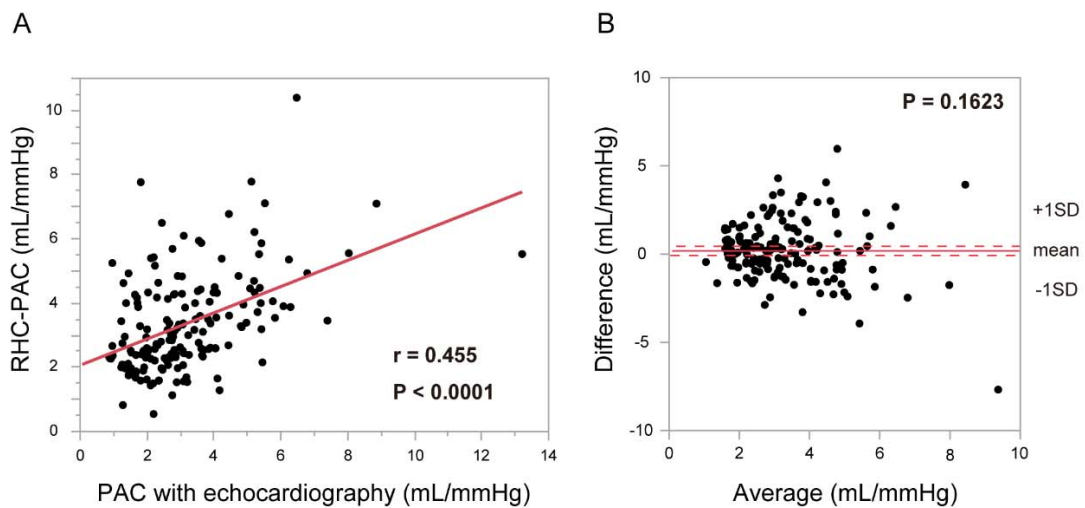 A
RHC-PAC (mL/mmHg)
10
8
6
4
2
0
r = 0.455
P < 0.0001
0 2 4 6 8 10 12 14
PAC with echocardiography (mL/mmHg)
B
Difference (mL/mmHg)
10
5
0
-5
-10
P = 0.1623
+1SD
mean
-1SD
0 2 4 6 8 10
Average (mL/mmHg)